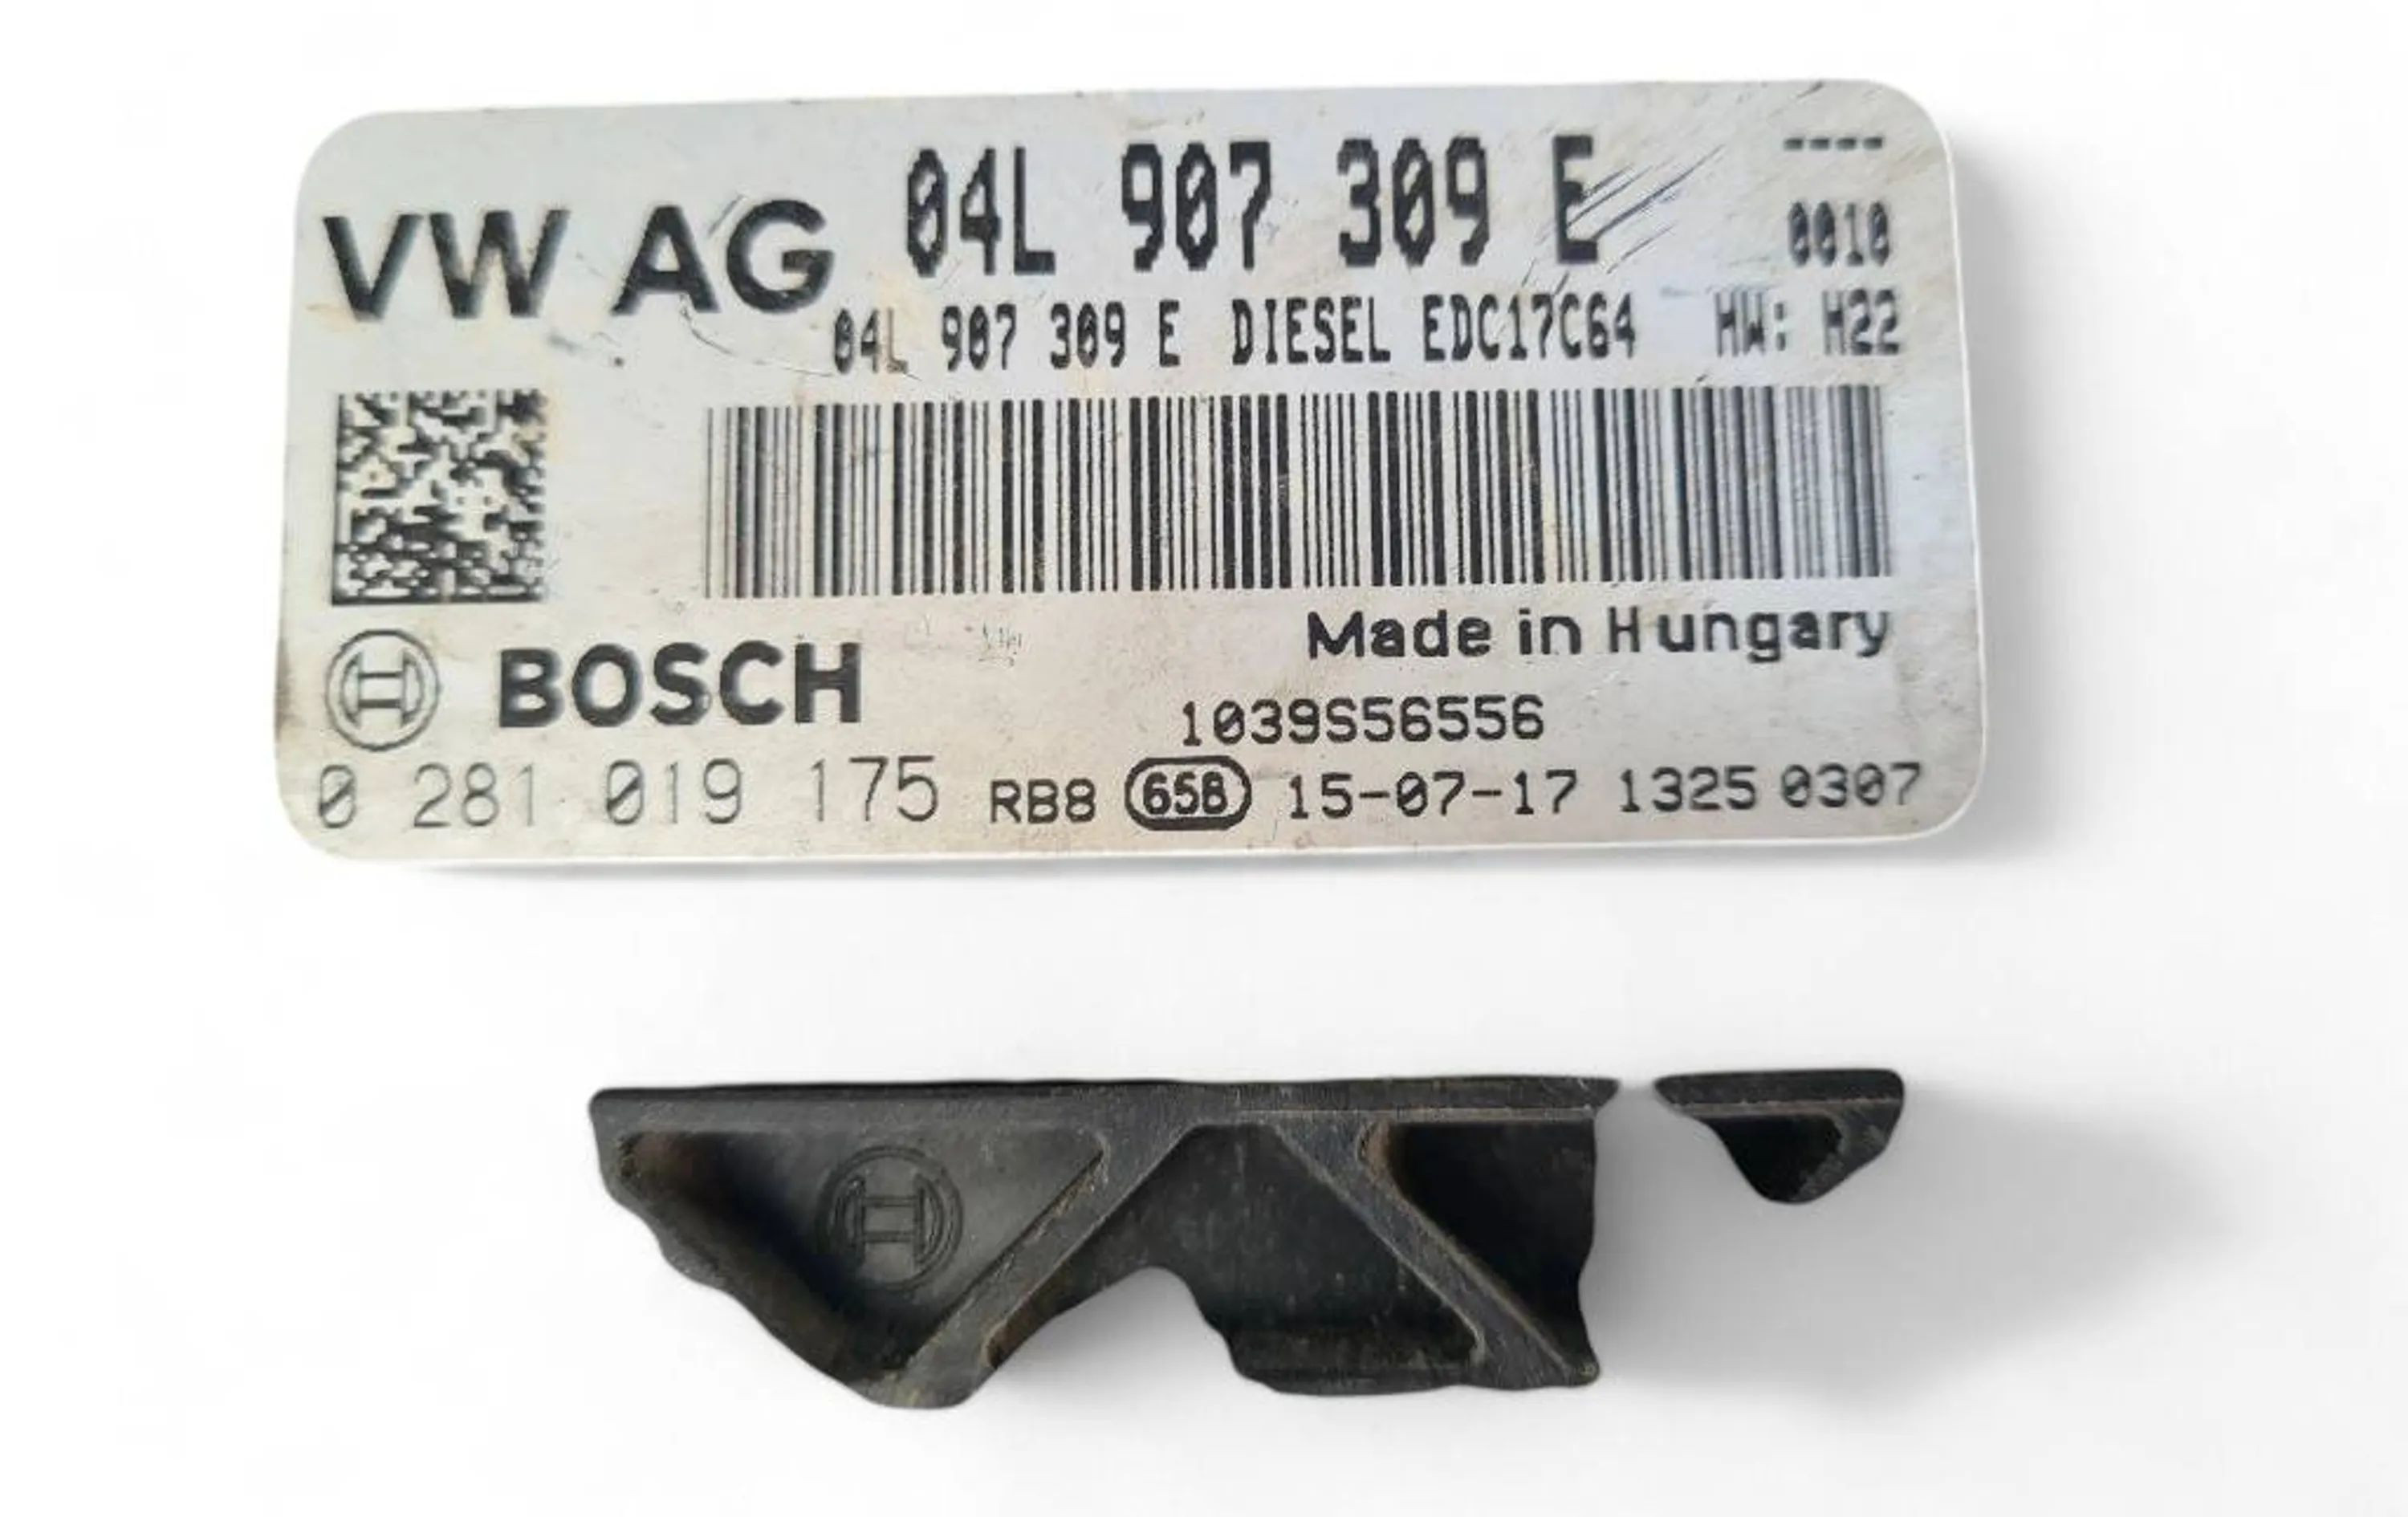 VW AG 04L 907 309 E ----
0010
04L 907 309 E DIESEL EDC17C64 HW: H22
Made in Hungary
BOSCH
1039S56556
0 281 019 175 RB8 658 15-07-17 1325 0307